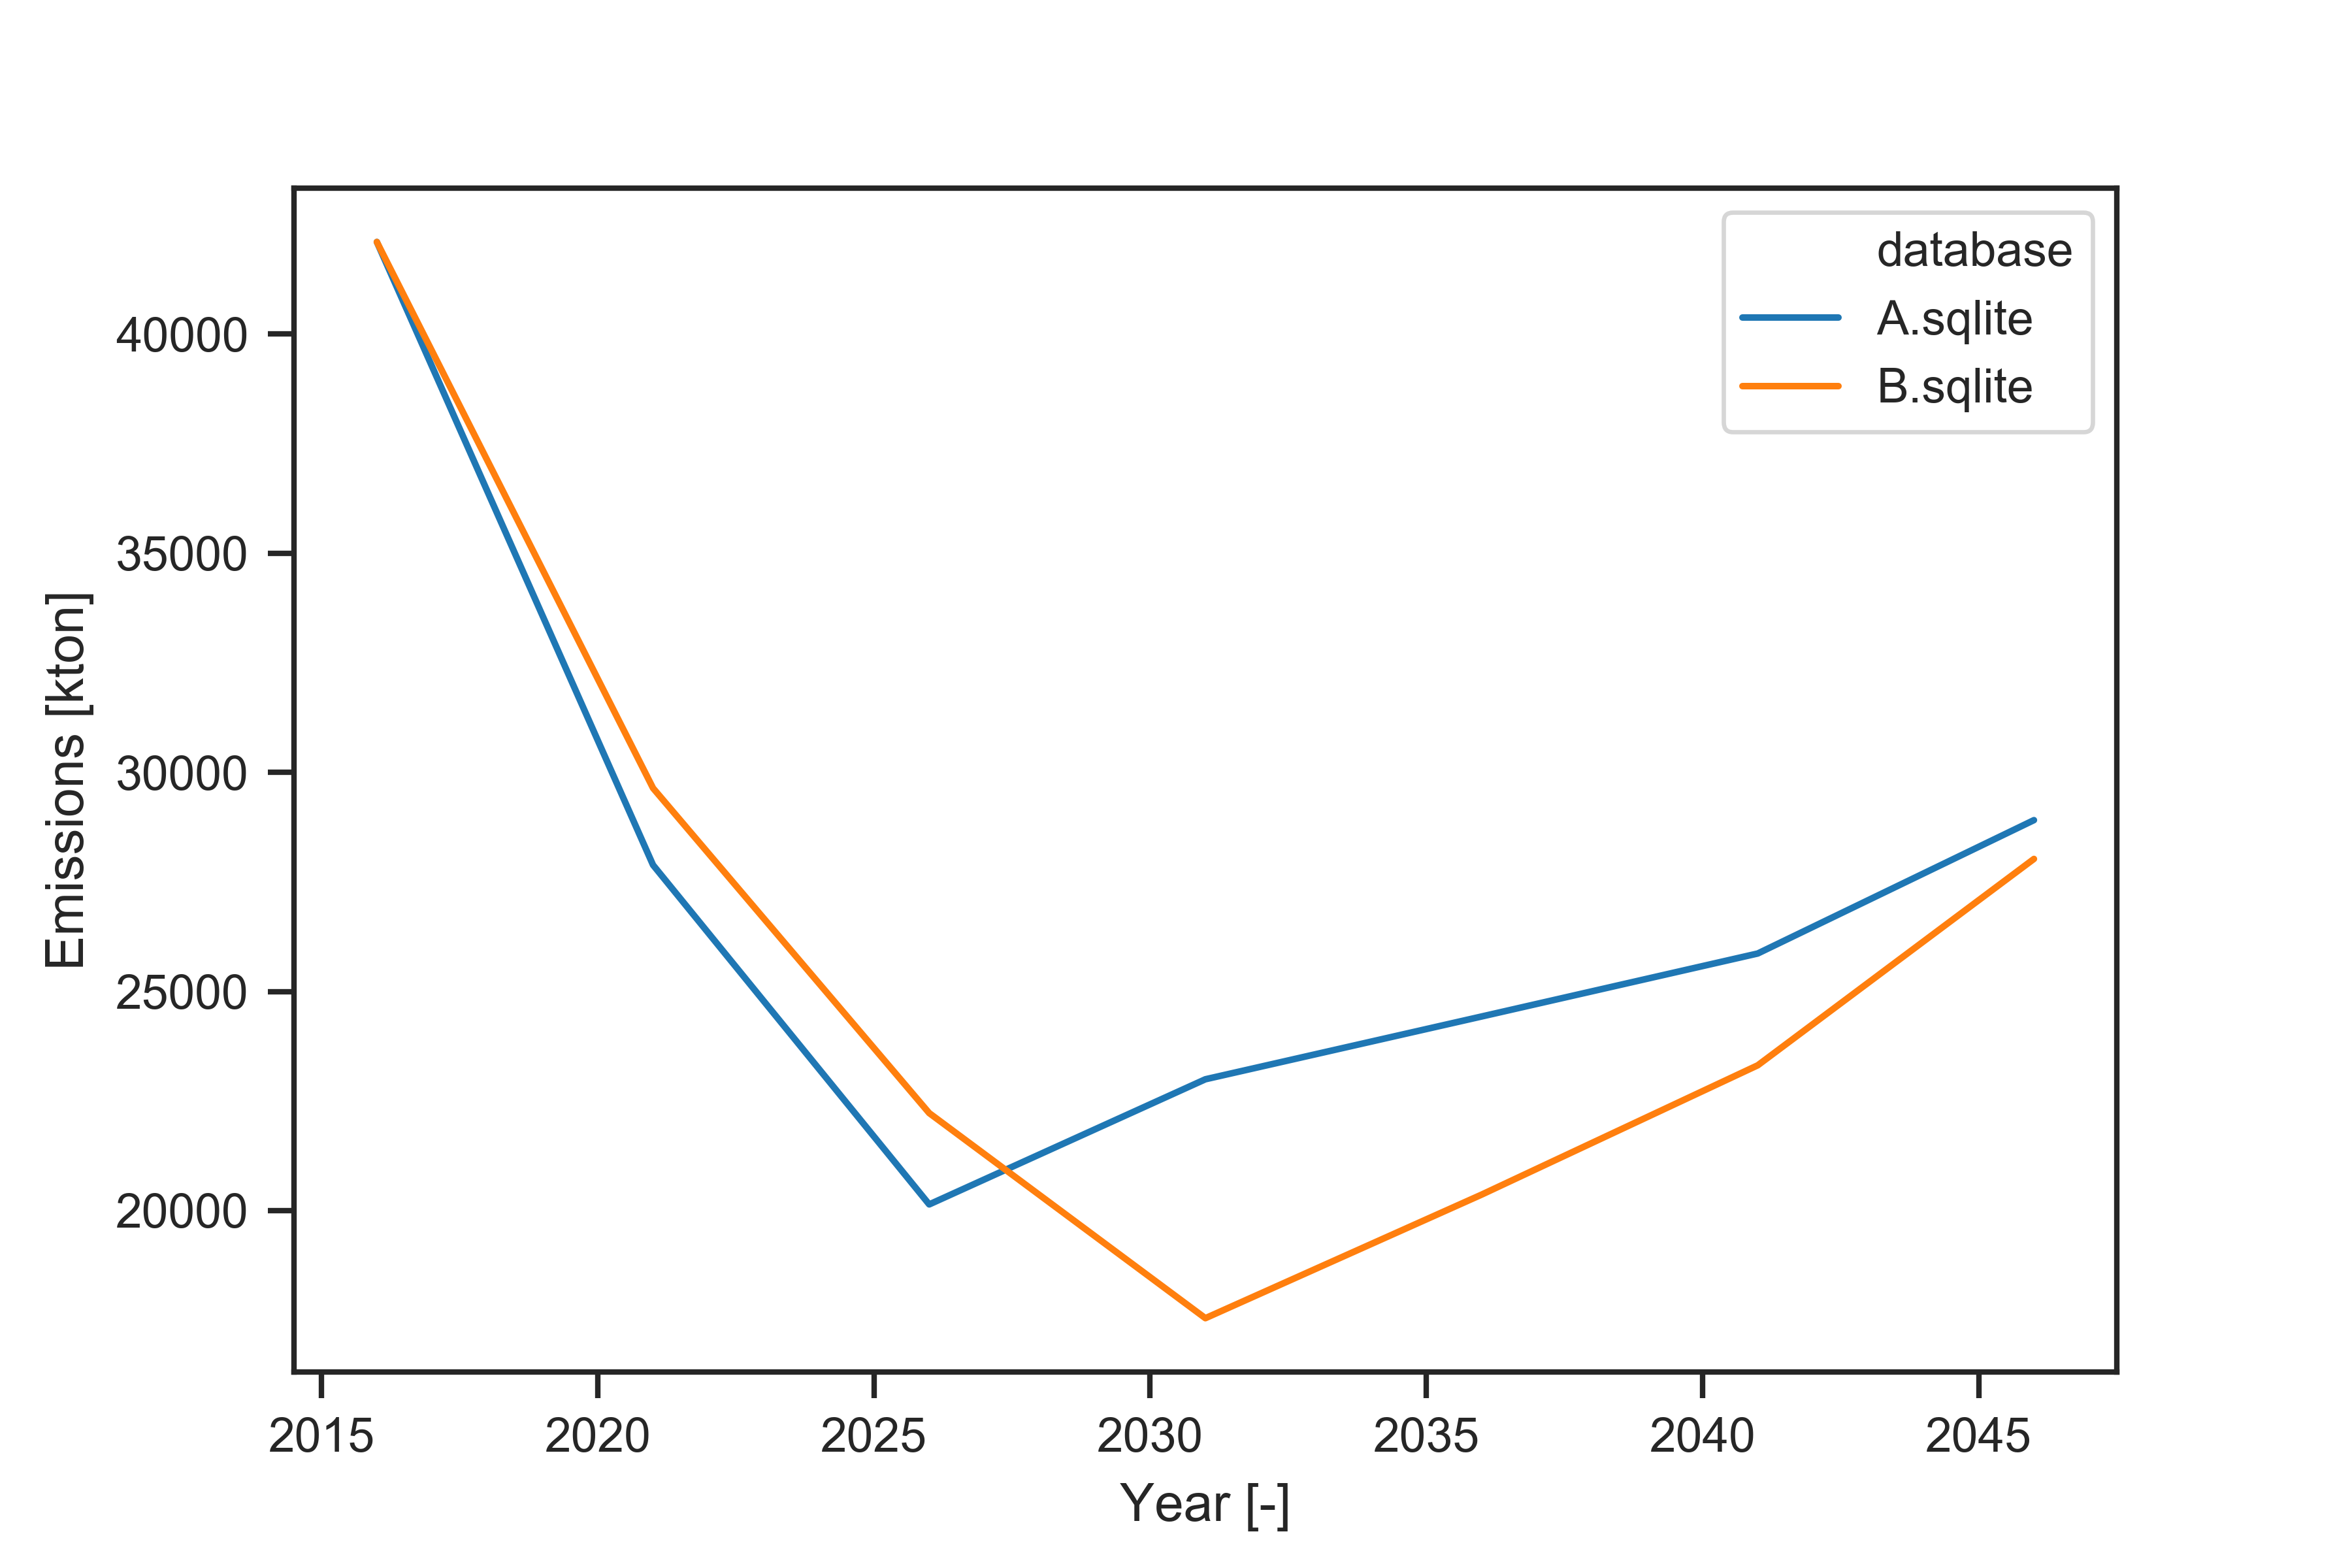 database
A.sqlite
B.sqlite
40000
35000
30000
25000
20000
Emissions [kton]
2015 2020 2025 2030 2035 2040 2045
Year [-]